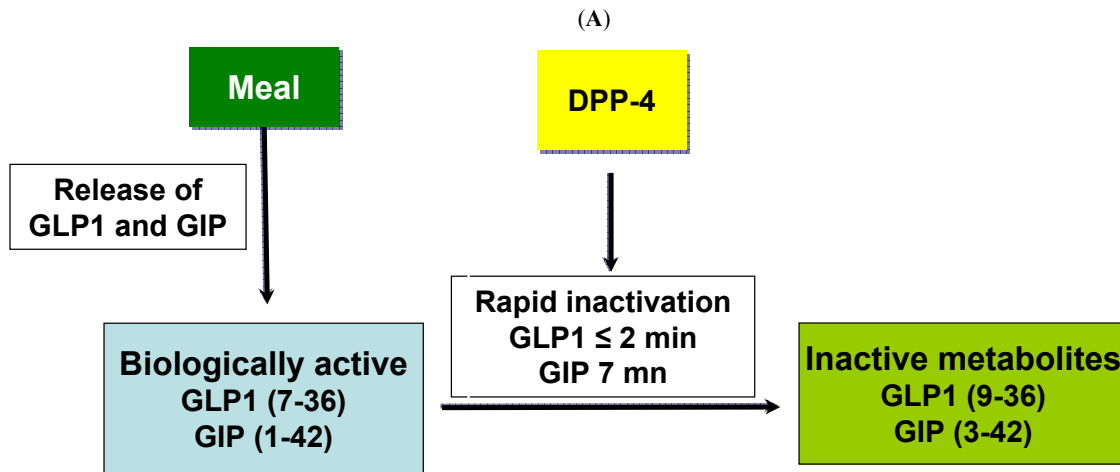 (A)
Meal
DPP-4
Release of
GLP1 and GIP
Rapid inactivation
GLP1 ≤ 2 min
GIP 7 mn
Biologically active
GLP1 (7-36)
GIP (1-42)
Inactive metabolites
GLP1 (9-36)
GIP (3-42)